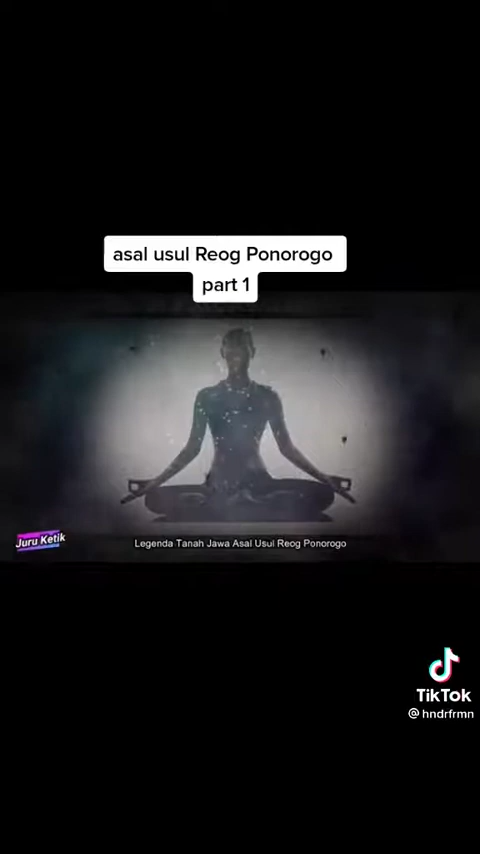 asal usul Reog Ponorogo
part 1
Juru Ketik
Legenda Tanah Jawa Asal Usul Reog Ponorogo
TikTok
@hndrfrmn